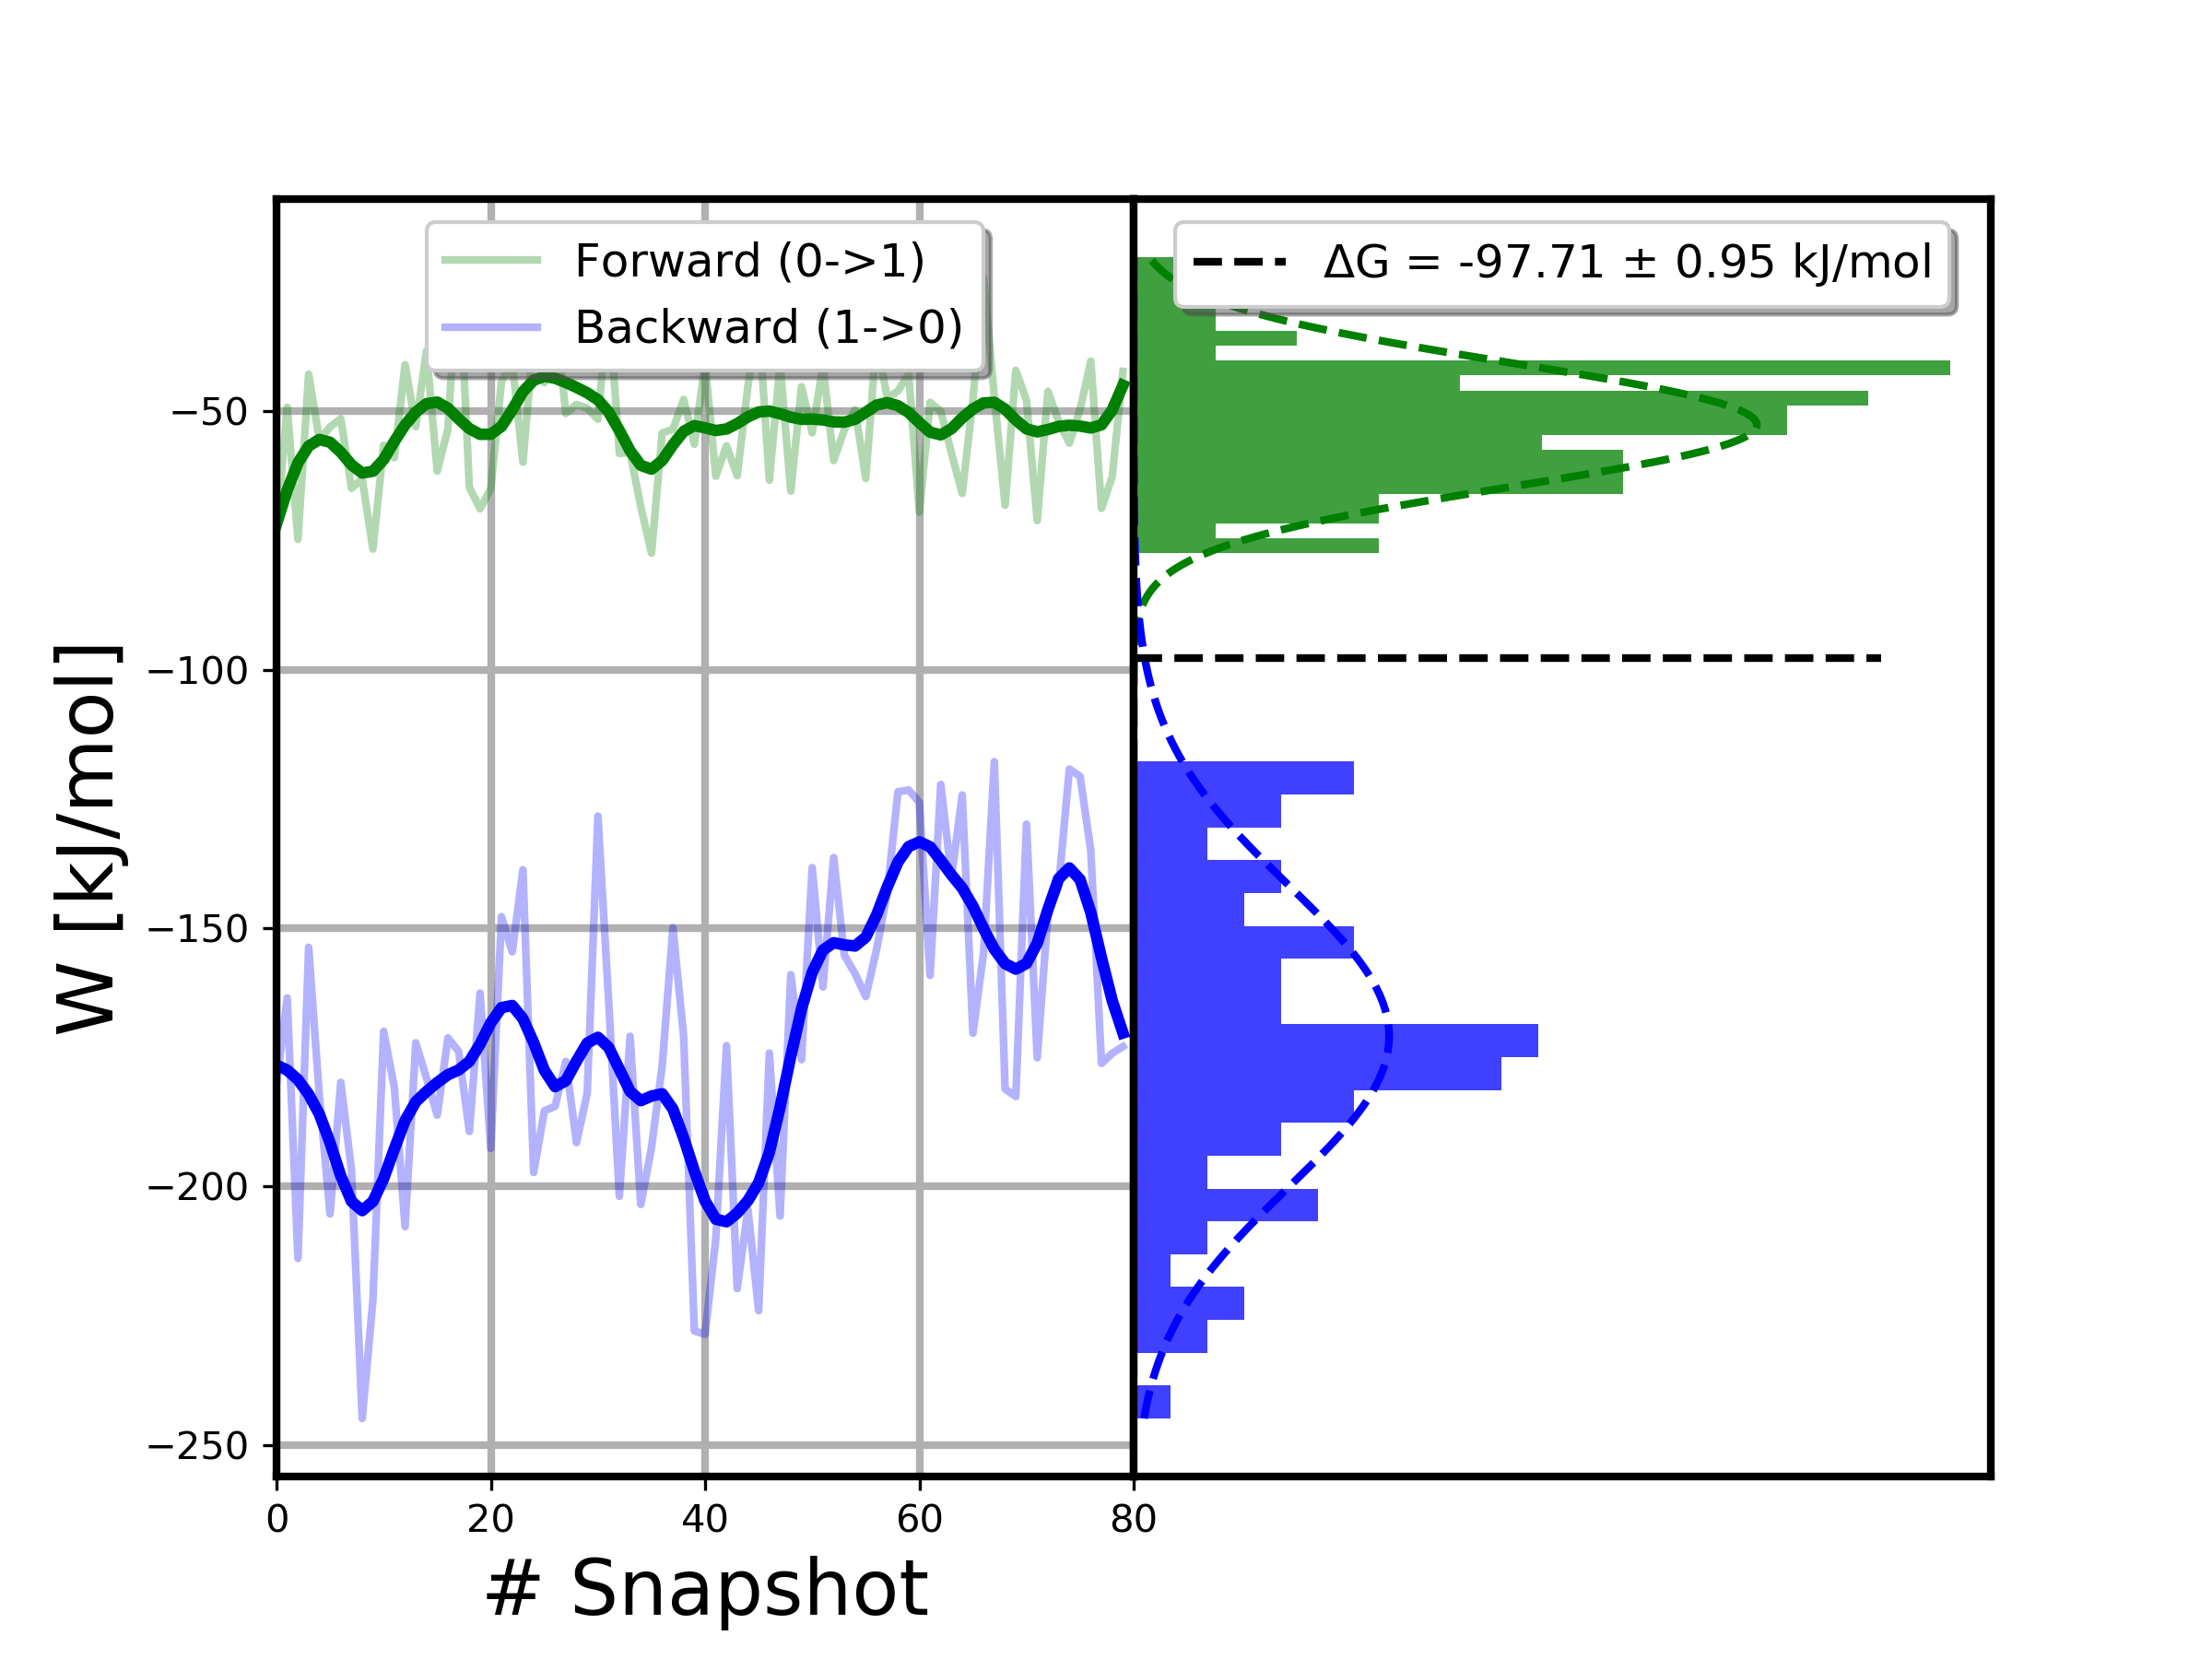 Forward (0->1)
Backward (1->0)
ΔG = -97.71 ± 0.95 kJ/mol
W [kJ/mol]
−50
−100
−150
−200
−250
0 20 40 60 80
# Snapshot